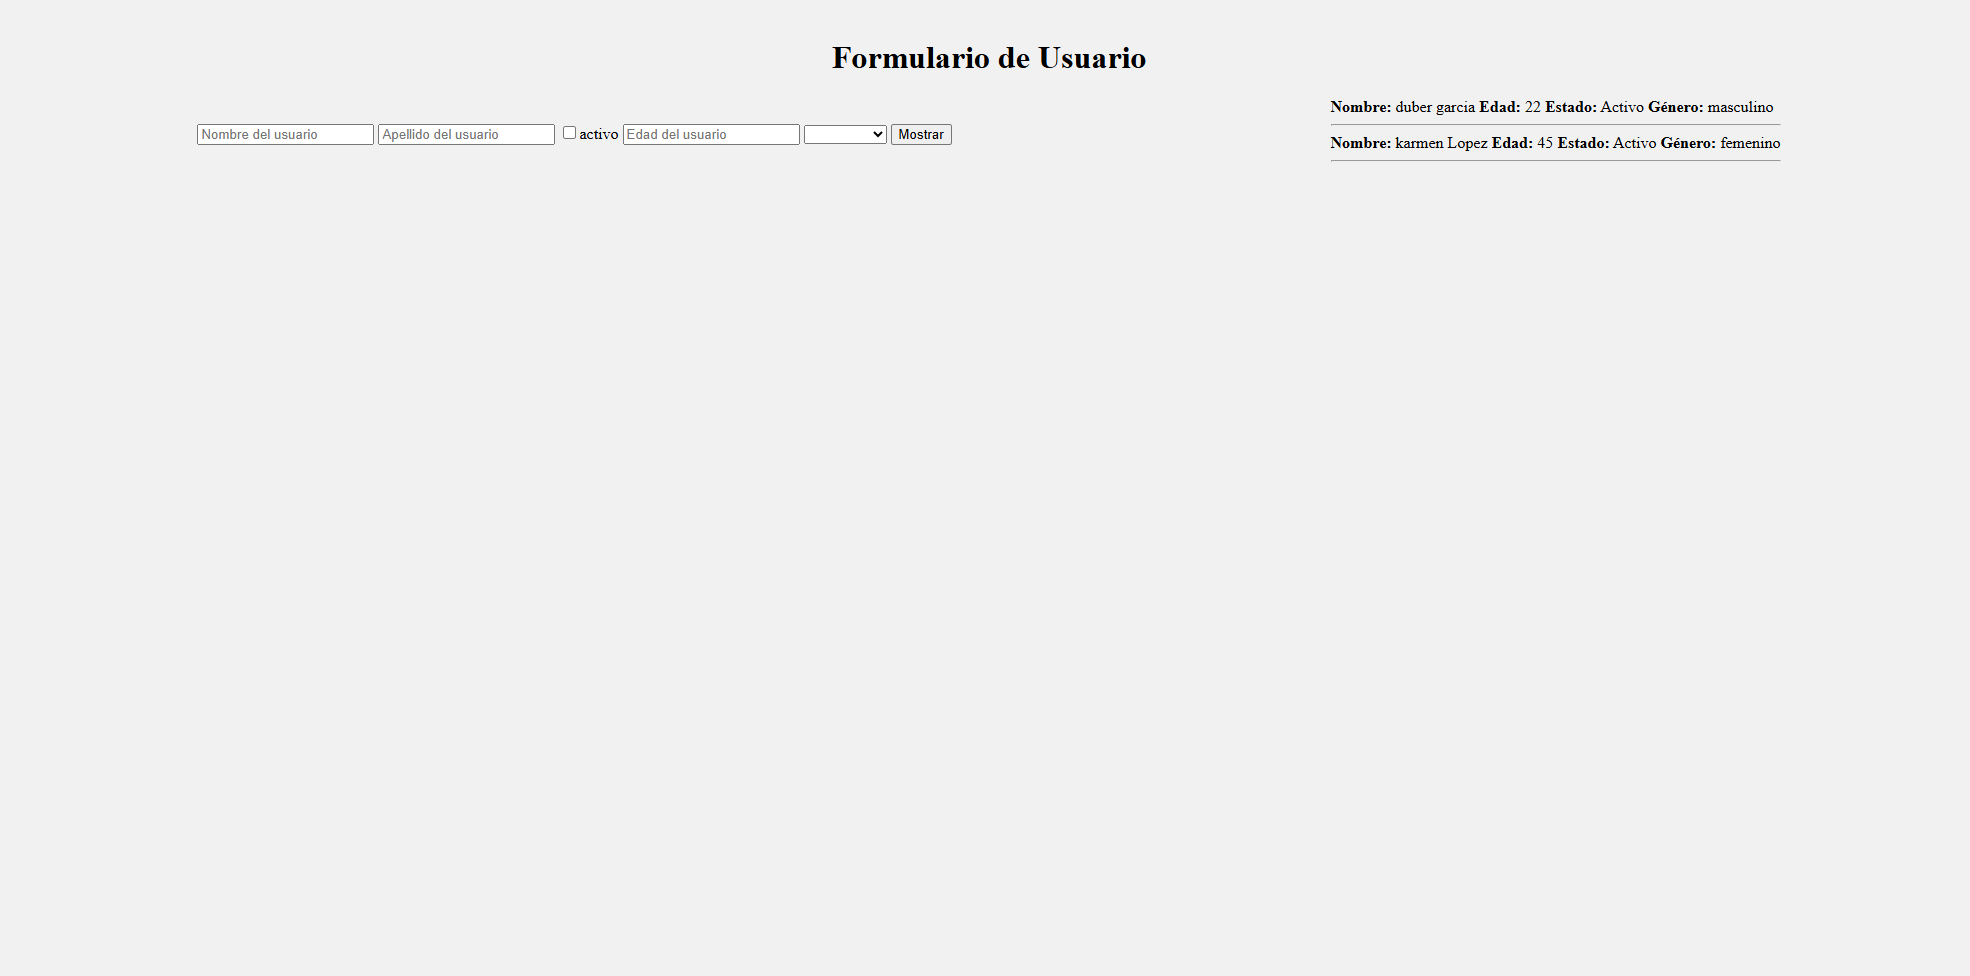 Formulario de Usuario
Nombre del usuario Apellido del usuario activo Edad del usuario Mostrar
Nombre: duber garcia Edad: 22 Estado: Activo Género: masculino
Nombre: karmen Lopez Edad: 45 Estado: Activo Género: femenino